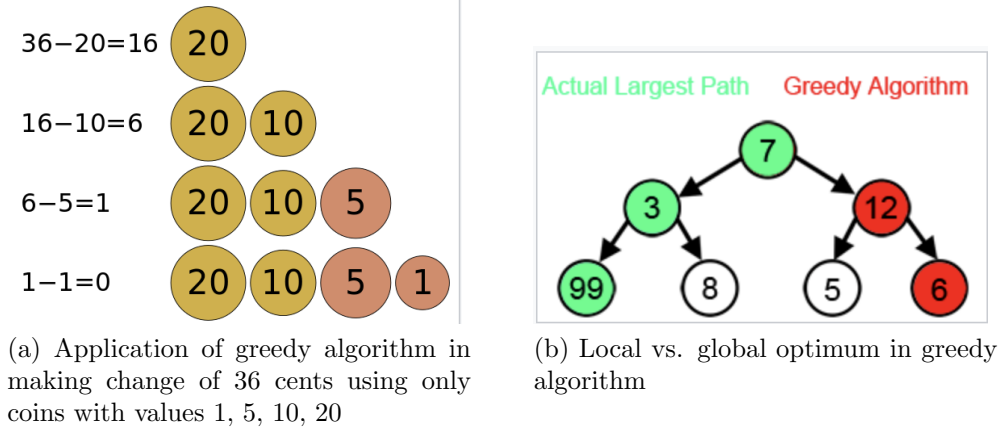 36−20=16 20
16−10=6 20 10
6−5=1 20 10 5
1−1=0 20 10 5 1
(a) Application of greedy algorithm in
making change of 36 cents using only
coins with values 1, 5, 10, 20
Actual Largest Path Greedy Algorithm
7
3 12
99 8 5 6
(b) Local vs. global optimum in greedy
algorithm